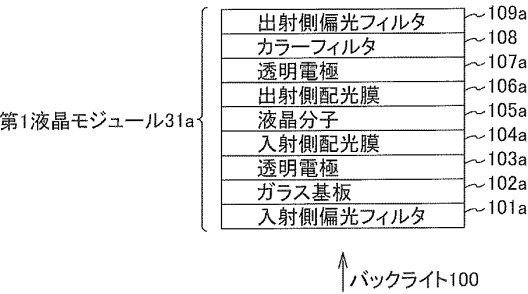 出射側偏光フィルタ 109a
カラーフィルタ 108
透明電極 107a
出射側配光膜 106a
第1液晶モジュール31a 液晶分子 105a
入射側配光膜 104a
透明電極 103a
ガラス基板 102a
入射側偏光フィルタ 101a
バックライト100